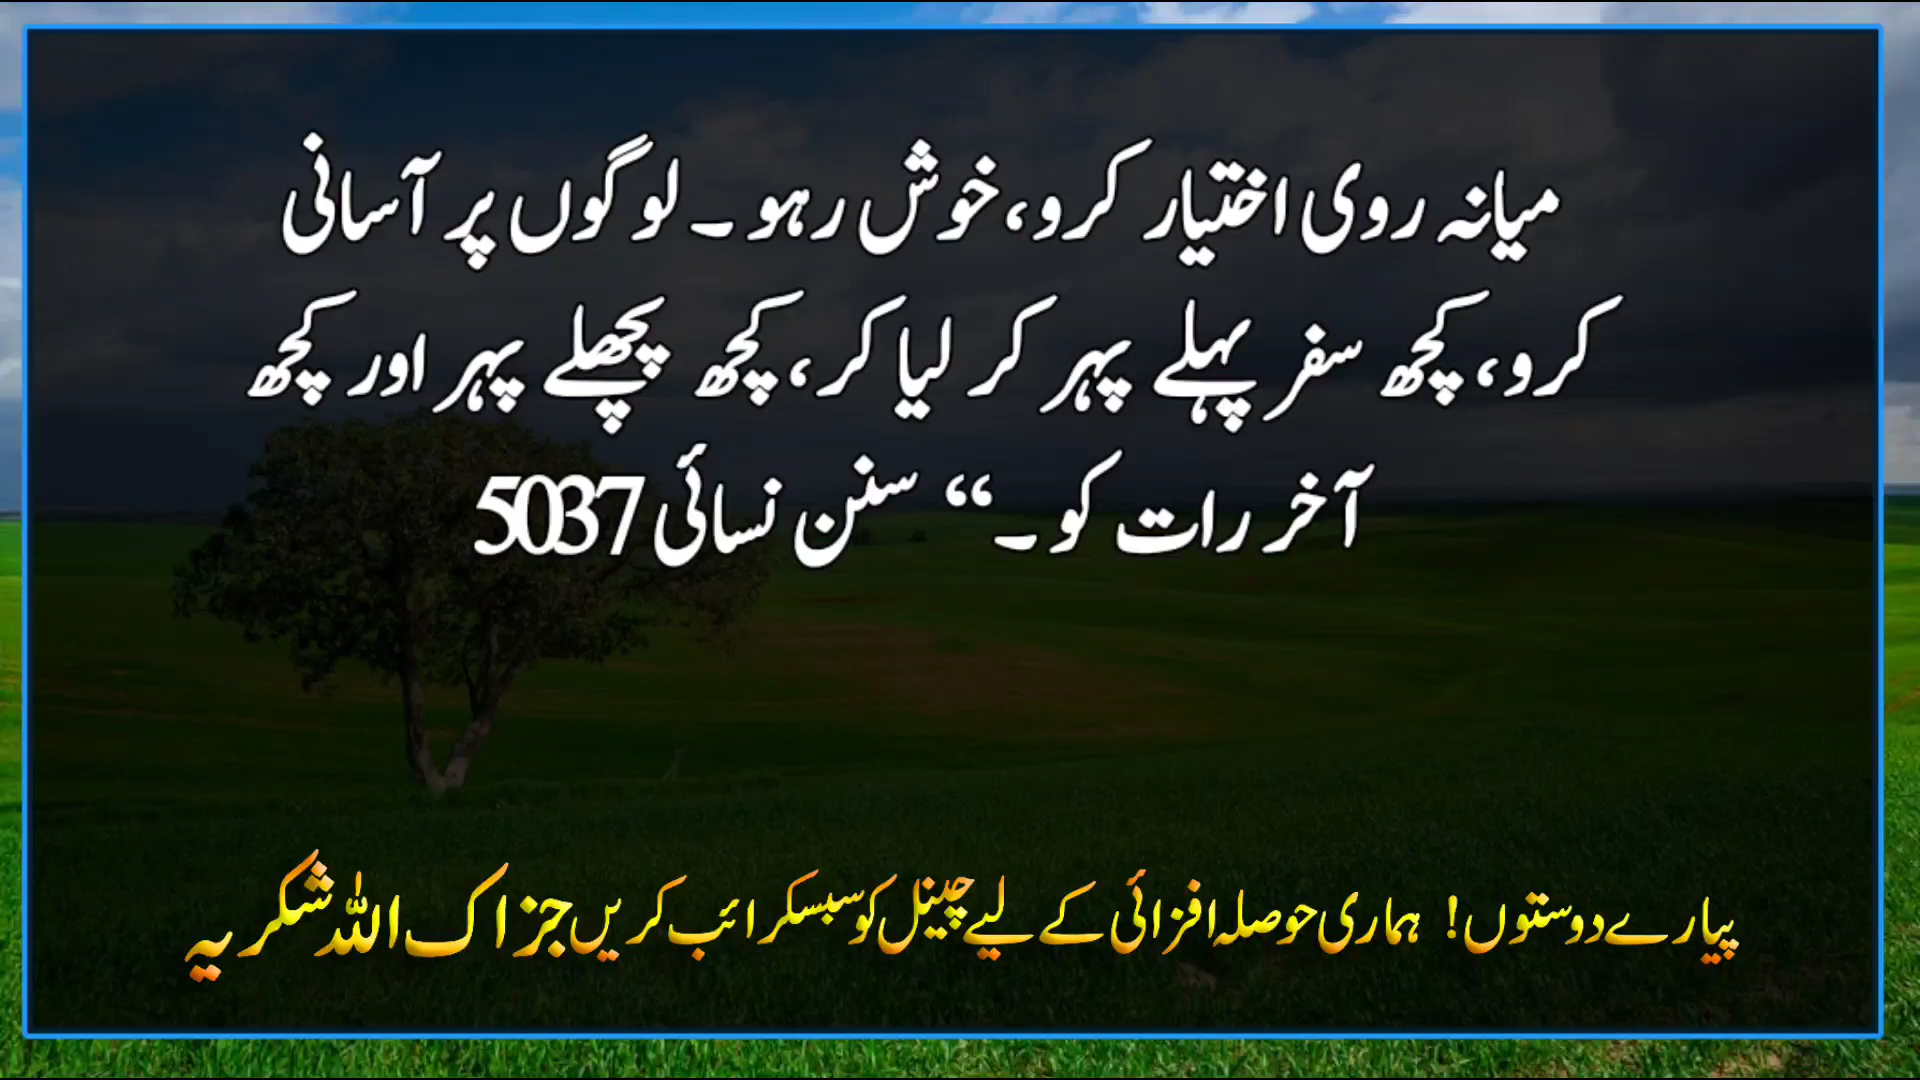 میانہ روی اختیار کرو، خوش رہو۔ لوگوں پر آسانی
کرو، کچھ سفر پہلے پہر کر لیا کر، کچھ پچھلے پہر اور کچھ
آخر رات کو۔“ سنن نسائی 5037
پیارے دوستوں! ہماری حوصلہ افزائی کے لیے چینل کو سبسکرائب کریں جزاک اللہ شکریہ